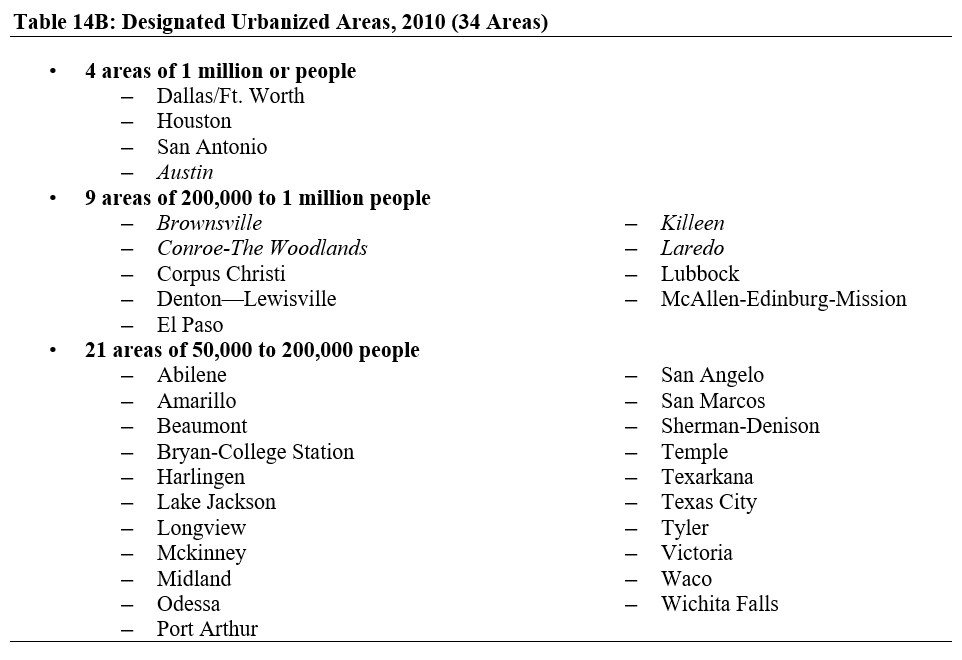 Table 14B: Designated Urbanized Areas, 2010 (34 Areas)
• 4 areas of 1 million or people
– Dallas/Ft. Worth
– Houston
– San Antonio
– Austin
• 9 areas of 200,000 to 1 million people
– Brownsville
– Conroe-The Woodlands
– Corpus Christi
– Denton—Lewisville
– El Paso
– Killeen
– Laredo
– Lubbock
– McAllen-Edinburg-Mission
• 21 areas of 50,000 to 200,000 people
– Abilene
– Amarillo
– Beaumont
– Bryan-College Station
– Harlingen
– Lake Jackson
– Longview
– Mckinney
– Midland
– Odessa
– Port Arthur
– San Angelo
– San Marcos
– Sherman-Denison
– Temple
– Texarkana
– Texas City
– Tyler
– Victoria
– Waco
– Wichita Falls